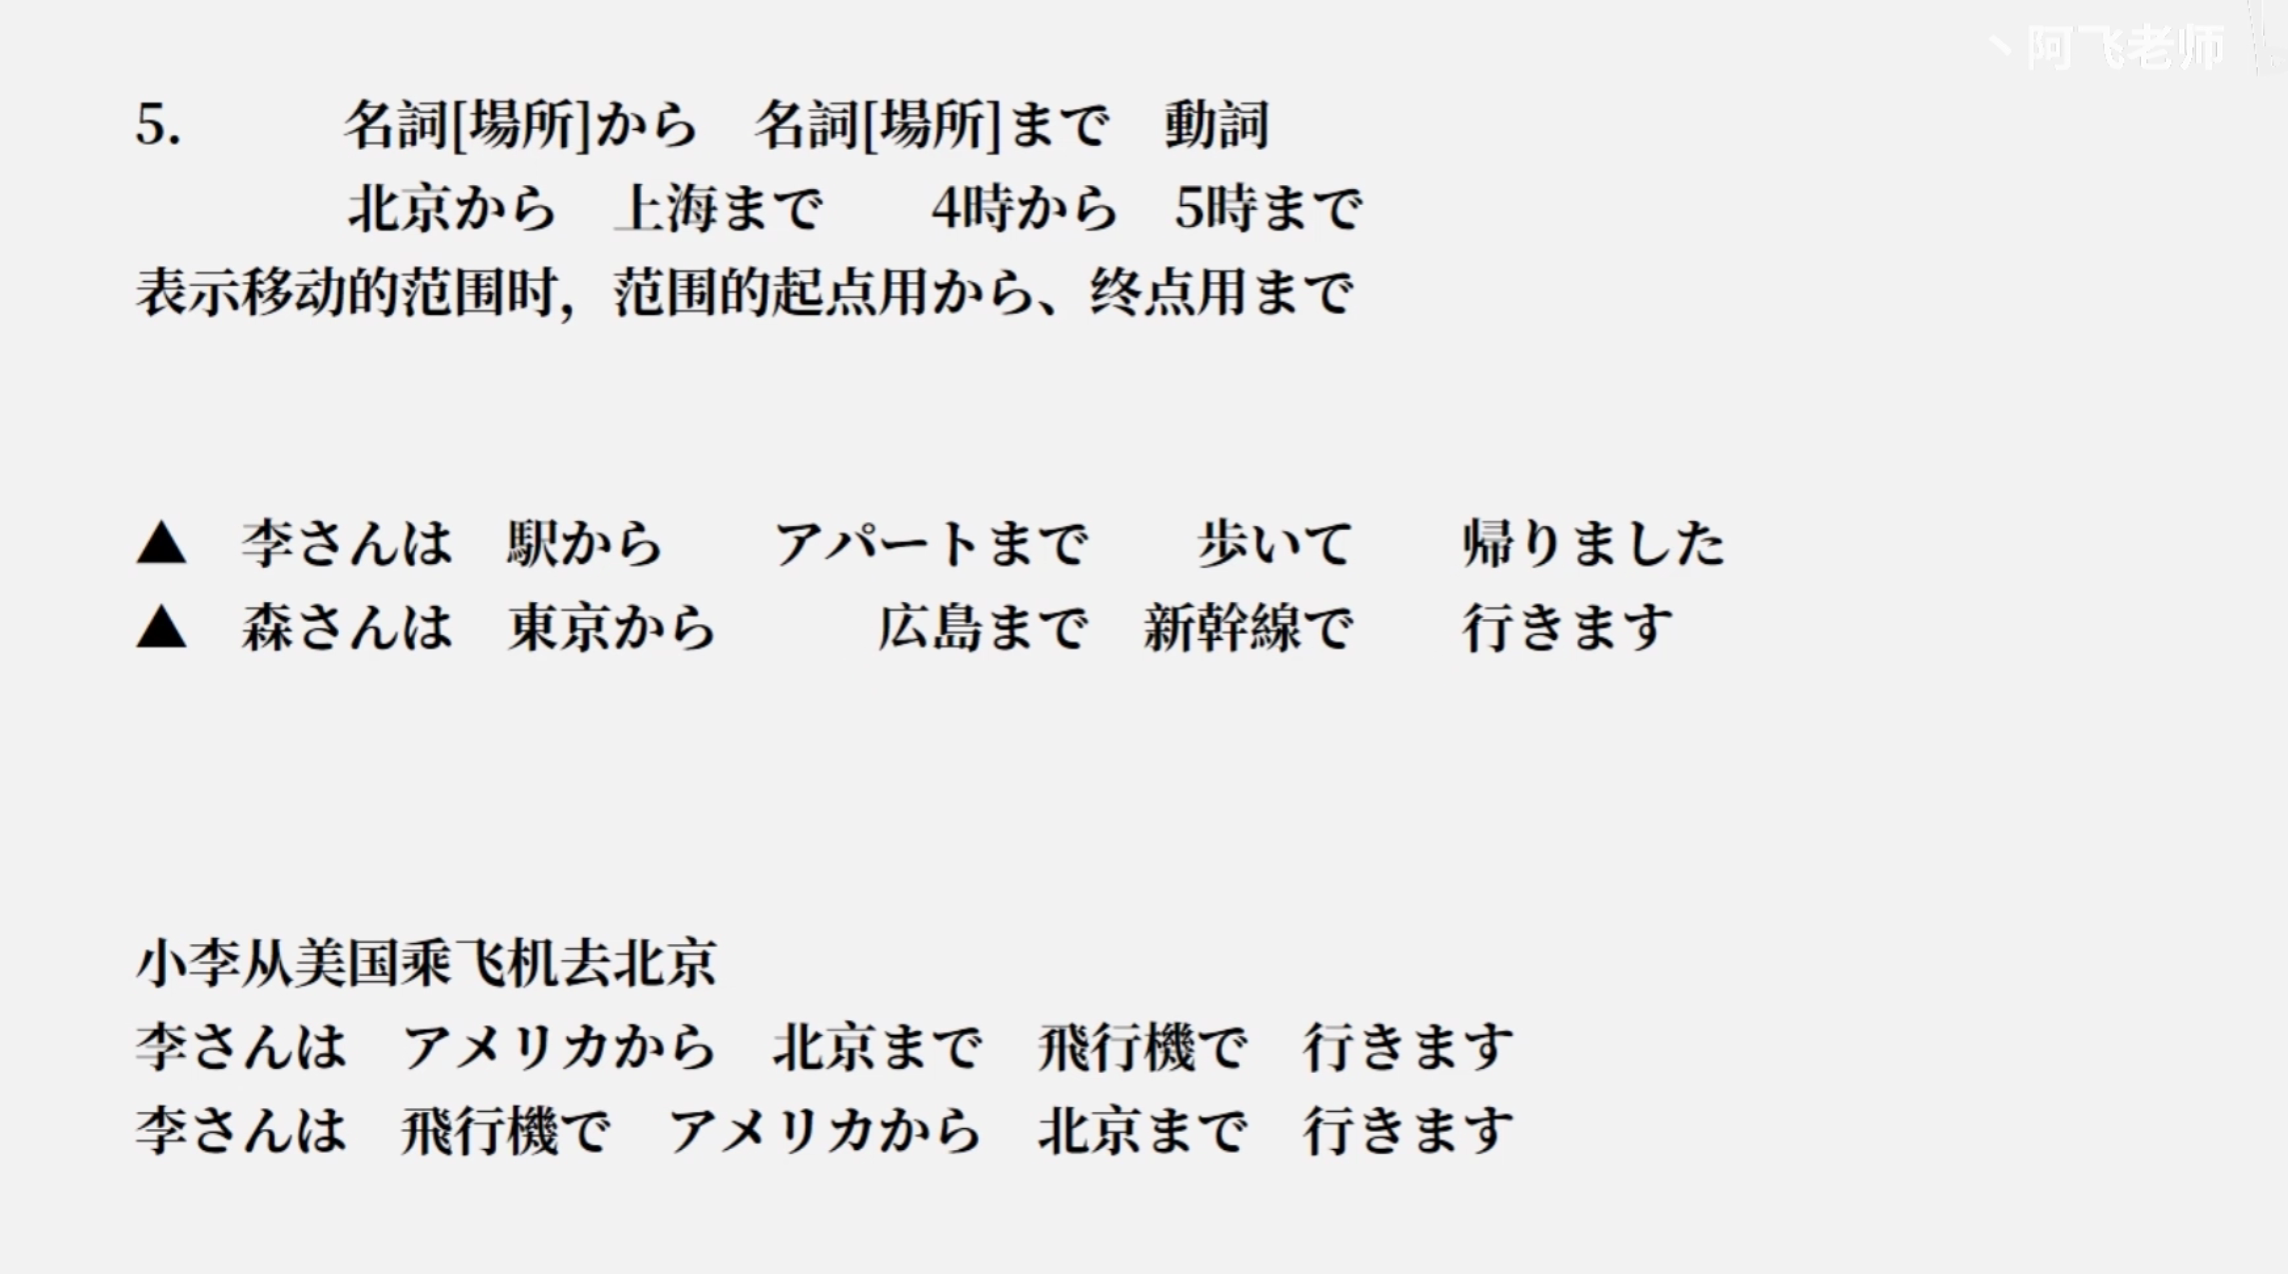 丶阿飞老师
5.　　　名詞[場所]から　名詞[場所]まで　動詞
北京から　上海まで　　4時から　5時まで
表示移动的范围时，范围的起点用から、终点用まで
▲　李さんは　駅から　　アパートまで　　歩いて　　帰りました
▲　森さんは　東京から　　　広島まで　新幹線で　　行きます
小李从美国乘飞机去北京
李さんは　アメリカから　北京まで　飛行機で　行きます
李さんは　飛行機で　アメリカから　北京まで　行きます